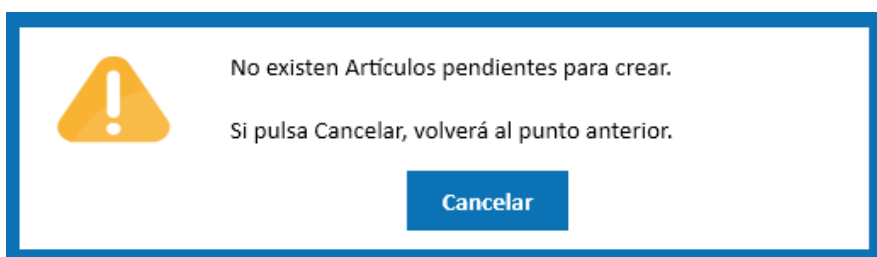 No existen Artículos pendientes para crear.
Si pulsa Cancelar, volverá al punto anterior.
Cancelar